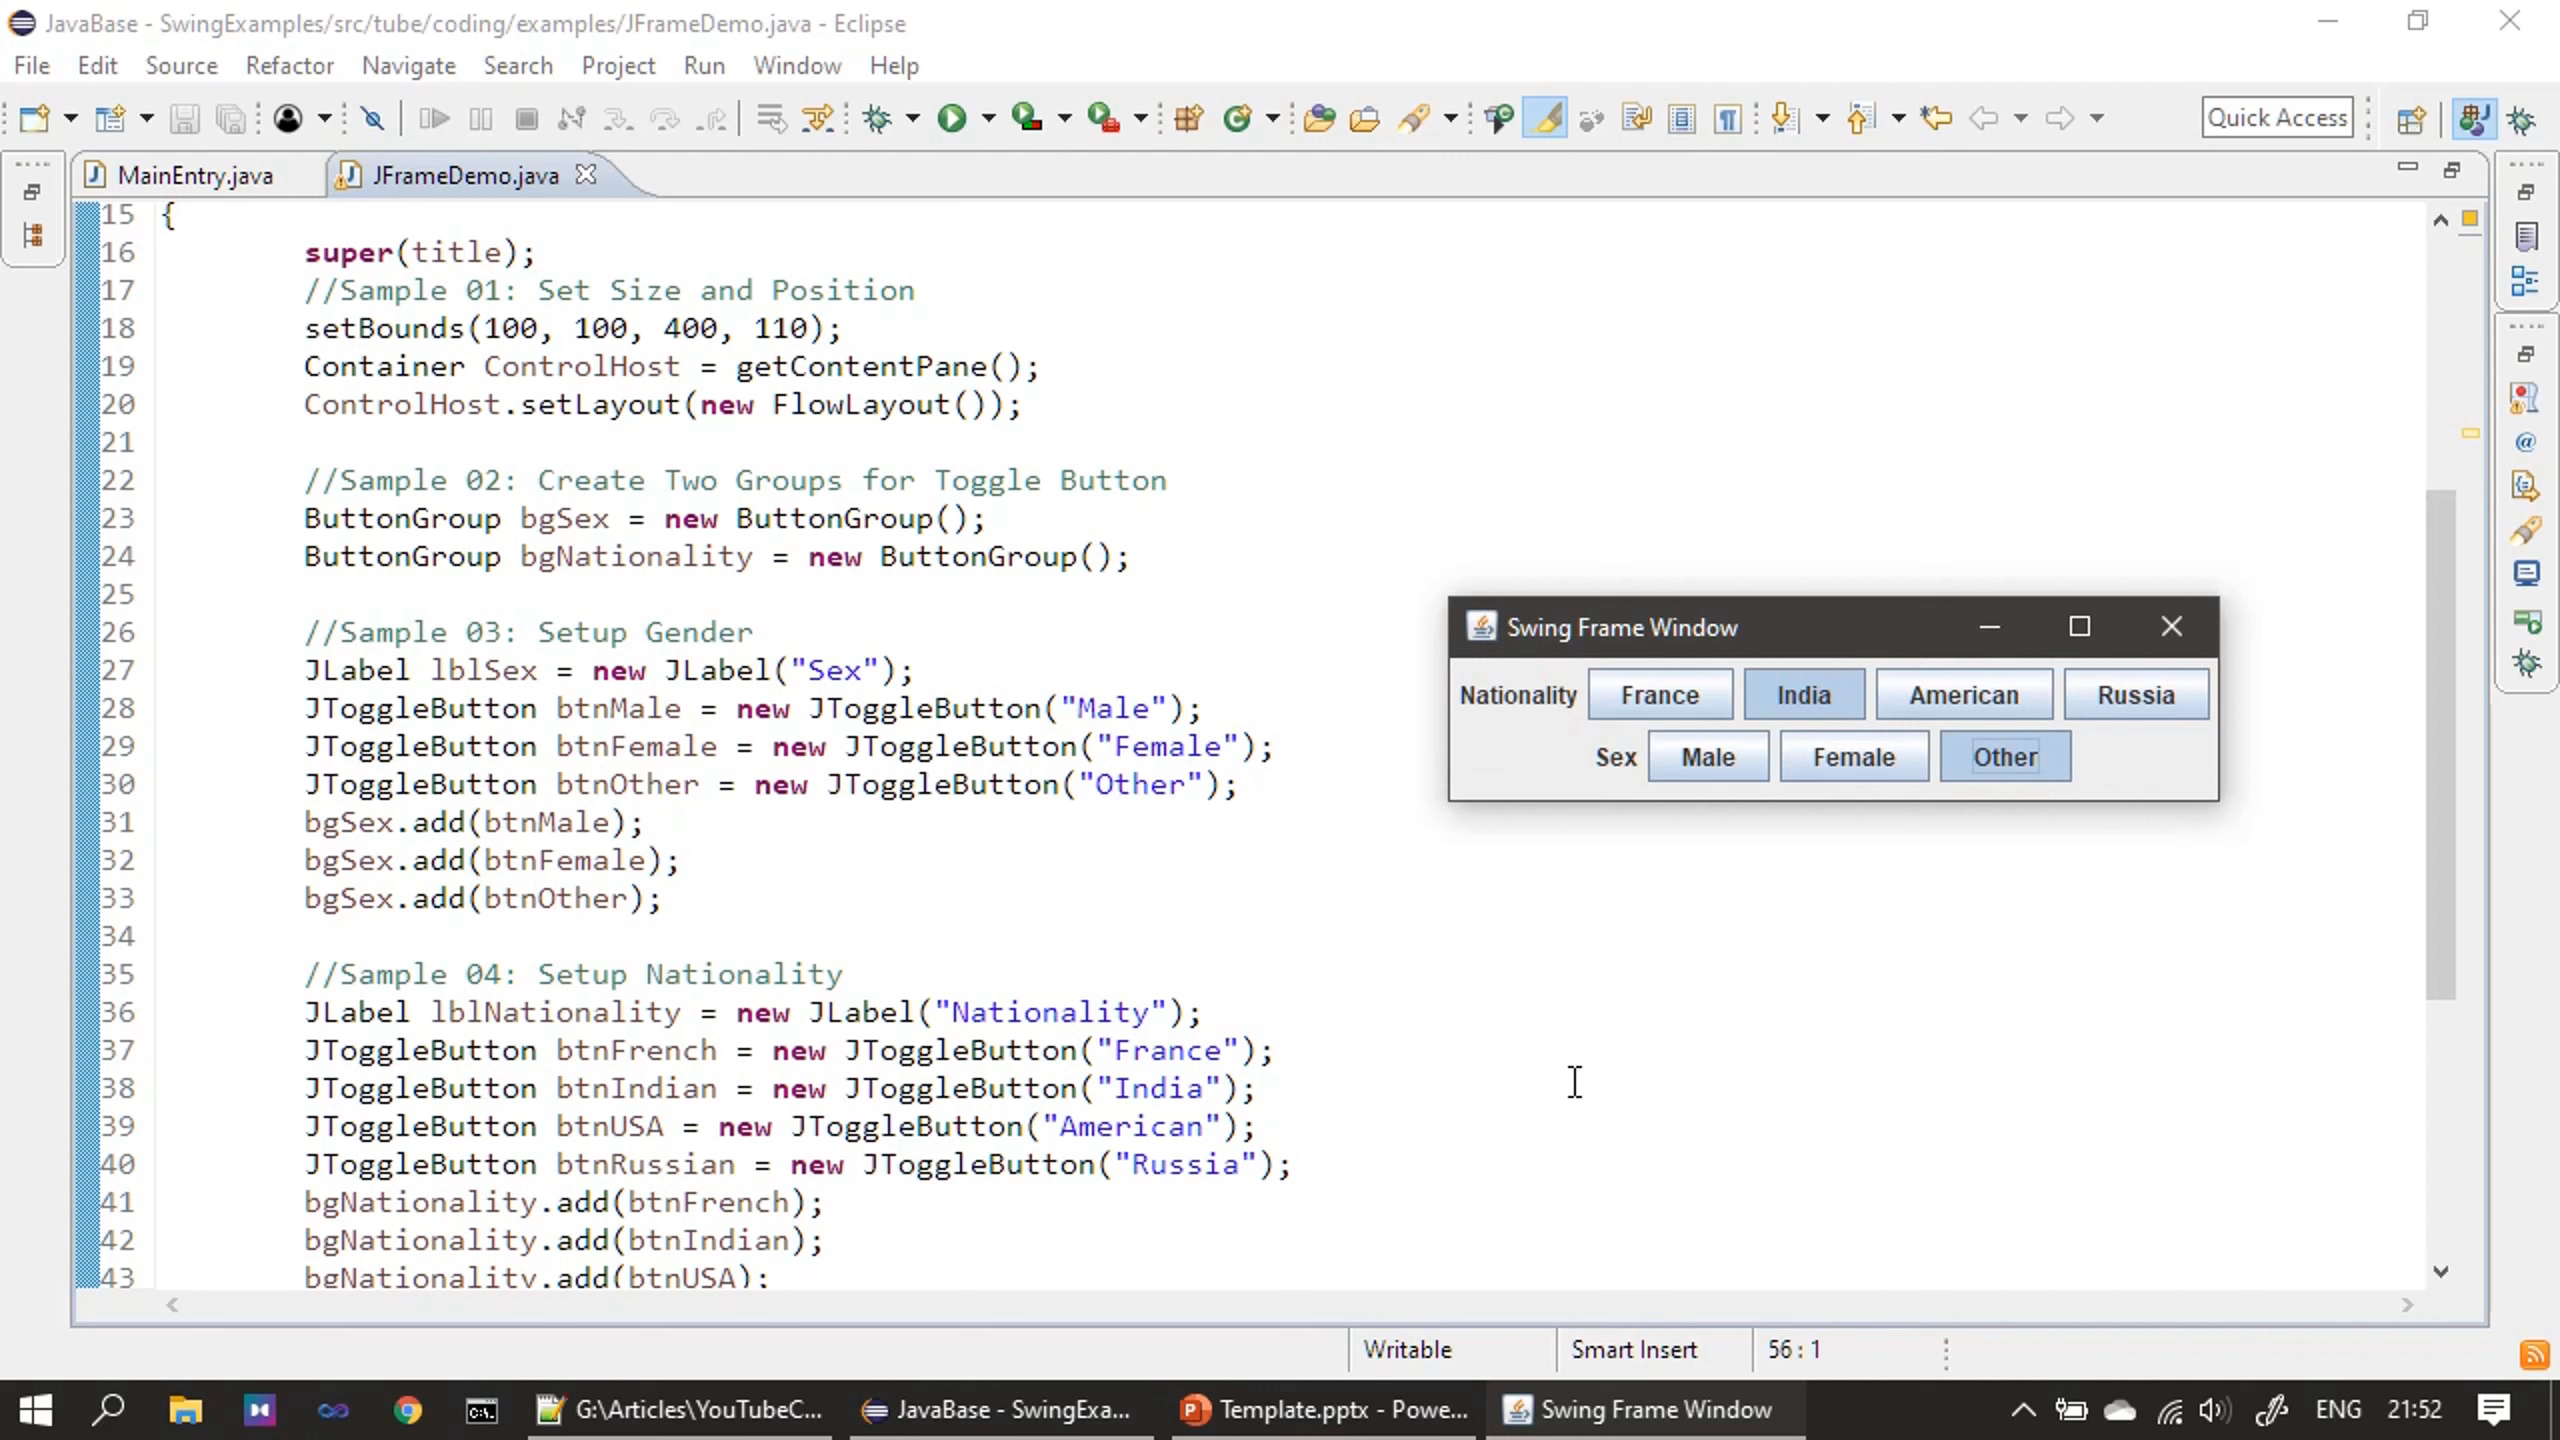 JavaBase - SwingExamples/src/tube/coding/examples/JFrameDemo.java - Eclipse
File Edit Source Refactor Navigate Search Project Run Window Help
Quick Access
MainEntry.java JFrameDemo.java
15 {
16 super(title);
17 //Sample 01: Set Size and Position
18 setBounds(100, 100, 400, 110);
19 Container ControlHost = getContentPane();
20 ControlHost.setLayout(new FlowLayout());
21
22 //Sample 02: Create Two Groups for Toggle Button
23 ButtonGroup bgSex = new ButtonGroup();
24 ButtonGroup bgNationality = new ButtonGroup();
25
26 //Sample 03: Setup Gender
27 JLabel lblSex = new JLabel("Sex");
28 JToggleButton btnMale = new JToggleButton("Male");
29 JToggleButton btnFemale = new JToggleButton("Female");
30 JToggleButton btnOther = new JToggleButton("Other");
31 bgSex.add(btnMale);
32 bgSex.add(btnFemale);
33 bgSex.add(btnOther);
34
35 //Sample 04: Setup Nationality
36 JLabel lblNationality = new JLabel("Nationality");
37 JToggleButton btnFrench = new JToggleButton("France");
38 JToggleButton btnIndian = new JToggleButton("India");
39 JToggleButton btnUSA = new JToggleButton("American");
40 JToggleButton btnRussian = new JToggleButton("Russia");
41 bgNationality.add(btnFrench);
42 bgNationality.add(btnIndian);
43 bgNationality.add(btnUSA);
Swing Frame Window
Nationality France India American Russia
Sex Male Female Other
Writable Smart Insert 56 : 1
G:\Articles\YouTubeC... JavaBase - SwingExa... Template.pptx - Powe... Swing Frame Window ENG 21:52